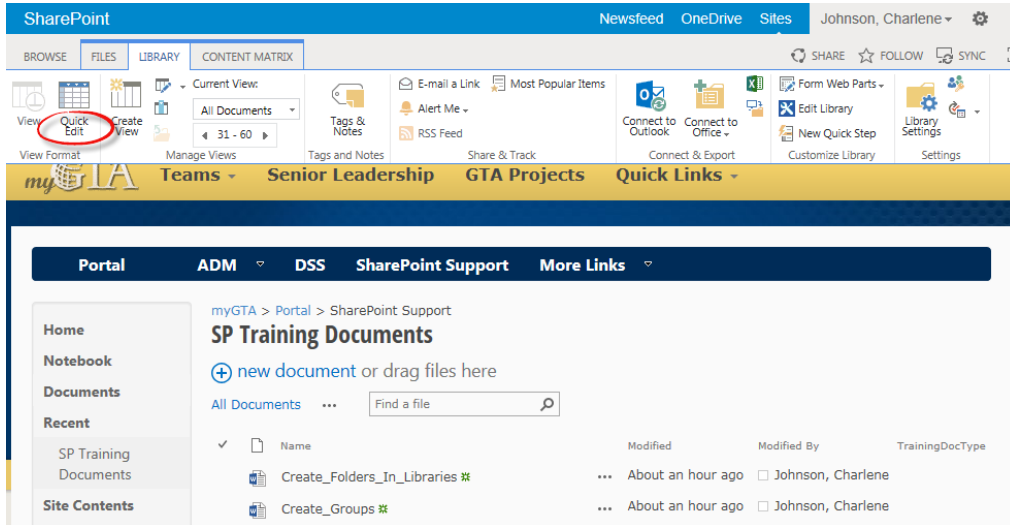 SharePoint
Newsfeed OneDrive Sites Johnson, Charlene
BROWSE FILES LIBRARY CONTENT MATRIX SHARE FOLLOW SYNC
View
Quick Edit
Create View
Current View:
All Documents
31 - 60
Tags & Notes
E-mail a Link Most Popular Items
Alert Me
RSS Feed
Connect to Outlook
Connect to Office
Form Web Parts
Edit Library
New Quick Step
Library Settings
View Format Manage Views Tags and Notes Share & Track Connect & Export Customize Library Settings
myGTA Teams Senior Leadership GTA Projects Quick Links
Portal ADM DSS SharePoint Support More Links
Home
Notebook
Documents
Recent
SP Training
Documents
Site Contents
myGTA > Portal > SharePoint Support
SP Training Documents
new document or drag files here
All Documents ... Find a file
Name Modified Modified By TrainingDocType
Create_Folders_In_Libraries ... About an hour ago Johnson, Charlene
Create_Groups ... About an hour ago Johnson, Charlene